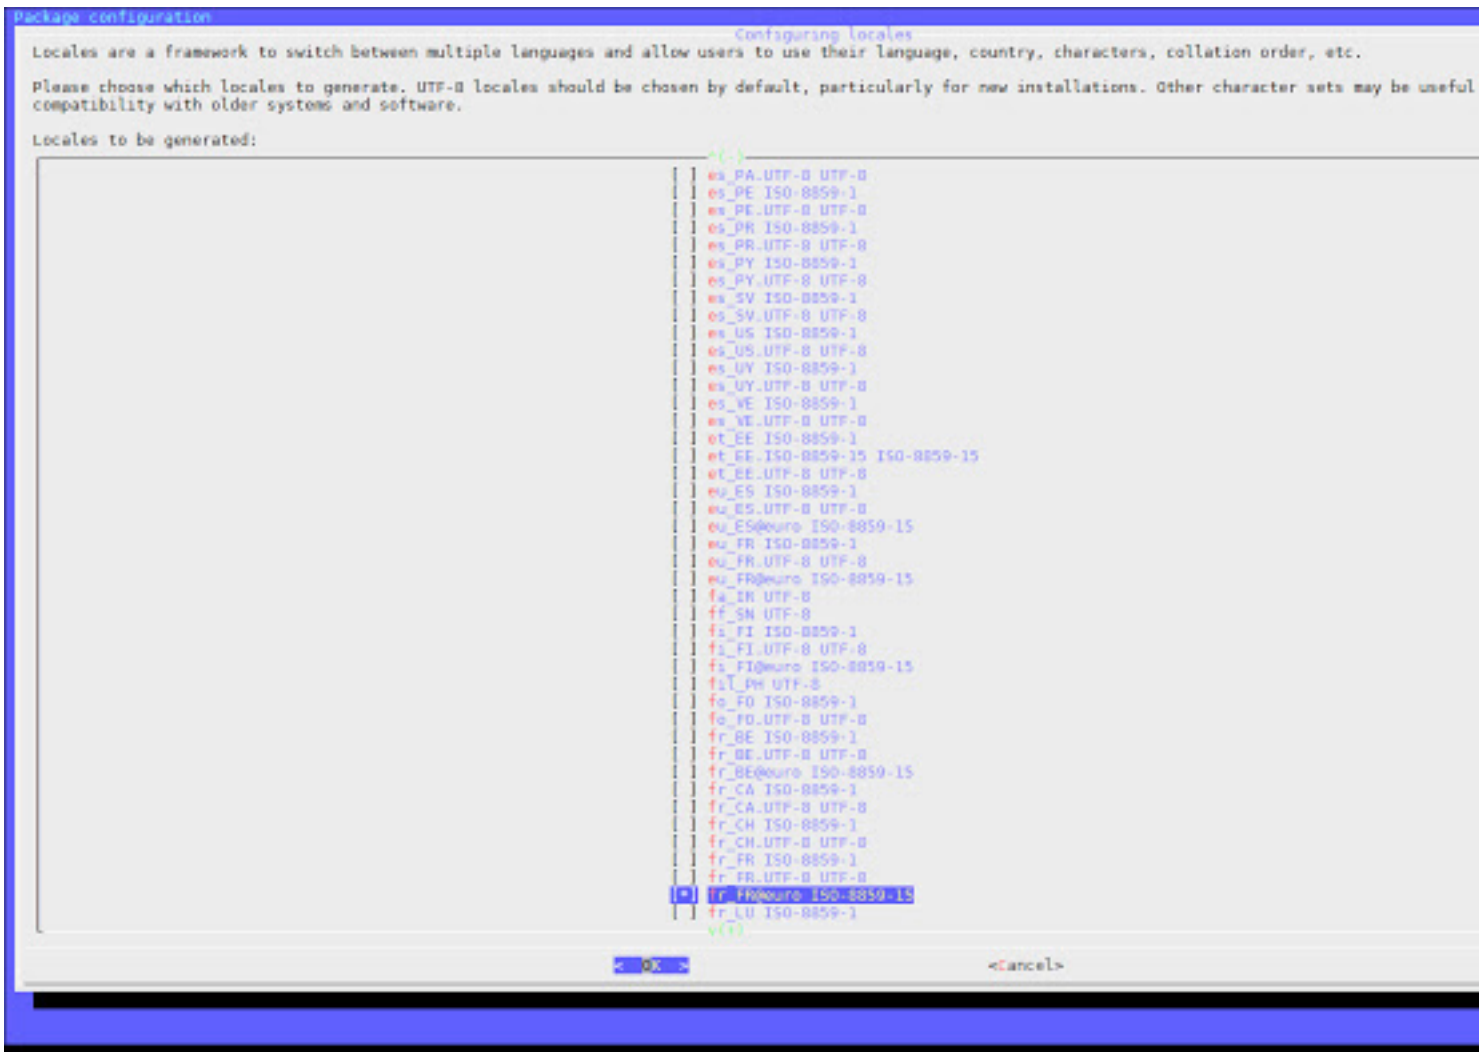 Package configuration
Configuring locales
Locales are a framework to switch between multiple languages and allow users to use their language, country, characters, collation order, etc.
Please choose which locales to generate. UTF-8 locales should be chosen by default, particularly for new installations. Other character sets may be useful
compatibility with older systems and software.
Locales to be generated:
^(-)
[ ] es_PA.UTF-8 UTF-8
[ ] es_PE ISO-8859-1
[ ] es_PE.UTF-8 UTF-8
[ ] es_PR ISO-8859-1
[ ] es_PR.UTF-8 UTF-8
[ ] es_PY ISO-8859-1
[ ] es_PY.UTF-8 UTF-8
[ ] es_SV ISO-8859-1
[ ] es_SV.UTF-8 UTF-8
[ ] es_US ISO-8859-1
[ ] es_US.UTF-8 UTF-8
[ ] es_UY ISO-8859-1
[ ] es_UY.UTF-8 UTF-8
[ ] es_VE ISO-8859-1
[ ] es_VE.UTF-8 UTF-8
[ ] et_EE ISO-8859-1
[ ] et_EE.ISO-8859-15 ISO-8859-15
[ ] et_EE.UTF-8 UTF-8
[ ] eu_ES ISO-8859-1
[ ] eu_ES.UTF-8 UTF-8
[ ] eu_ES@euro ISO-8859-15
[ ] eu_FR ISO-8859-1
[ ] eu_FR.UTF-8 UTF-8
[ ] eu_FR@euro ISO-8859-15
[ ] fa_IR UTF-8
[ ] ff_SN UTF-8
[ ] fi_FI ISO-8859-1
[ ] fi_FI.UTF-8 UTF-8
[ ] fi_FI@euro ISO-8859-15
[ ] fil_PH UTF-8
[ ] fo_FO ISO-8859-1
[ ] fo_FO.UTF-8 UTF-8
[ ] fr_BE ISO-8859-1
[ ] fr_BE.UTF-8 UTF-8
[ ] fr_BE@euro ISO-8859-15
[ ] fr_CA ISO-8859-1
[ ] fr_CA.UTF-8 UTF-8
[ ] fr_CH ISO-8859-1
[ ] fr_CH.UTF-8 UTF-8
[ ] fr_FR ISO-8859-1
[ ] fr_FR.UTF-8 UTF-8
[*] fr_FR@euro ISO-8859-15
[ ] fr_LU ISO-8859-1
v(+)
< OK > <Cancel>